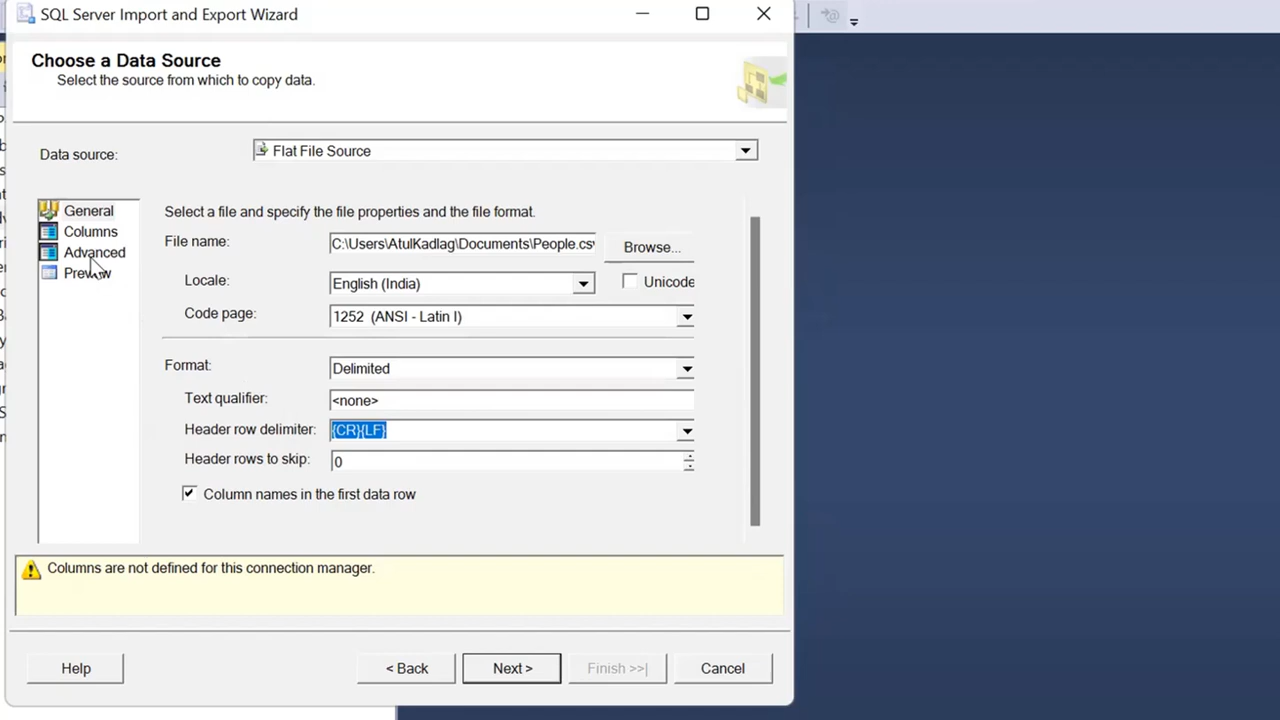 SQL Server Import and Export Wizard
Choose a Data Source
Select the source from which to copy data.
Data source:
Flat File Source
General
Columns
Advanced
Preview
Select a file and specify the file properties and the file format.
File name:
C:\Users\AtulKadlag\Documents\People.csv
Browse...
Locale:
English (India)
Unicode
Code page:
1252 (ANSI - Latin I)
Format:
Delimited
Text qualifier:
<none>
Header row delimiter:
{CR}{LF}
Header rows to skip:
0
Column names in the first data row
Columns are not defined for this connection manager.
Help
< Back
Next >
Finish >>|
Cancel